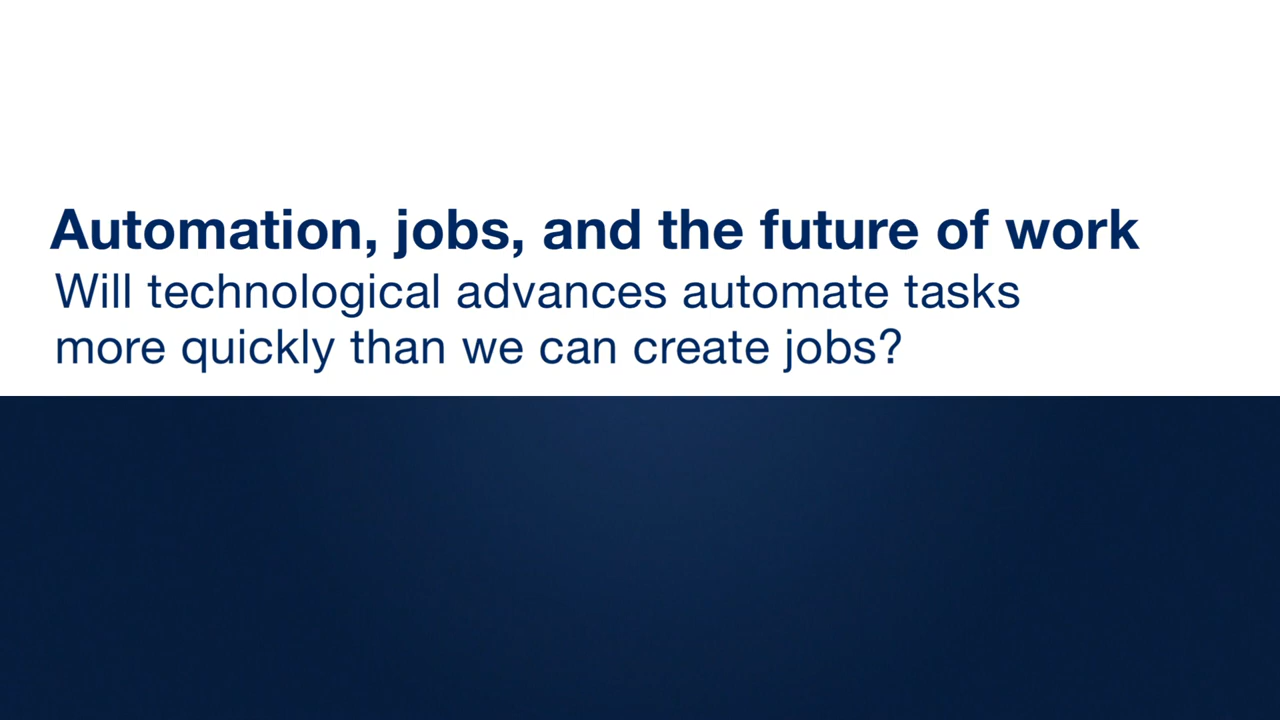 Automation, jobs, and the future of work
Will technological advances automate tasks
more quickly than we can create jobs?